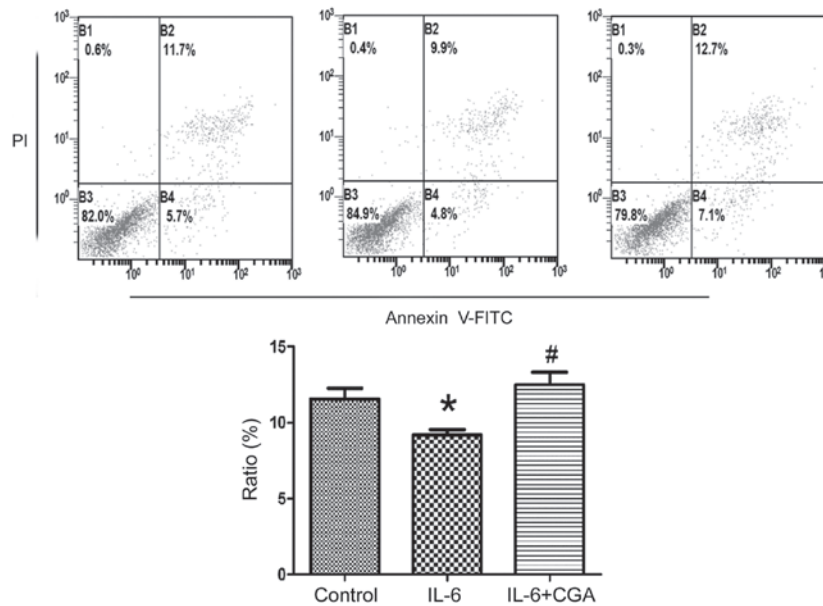 10³
10²
10¹
10⁰
PI
B1
0.6%
B2
11.7%
B3
82.0%
B4
5.7%
10⁰ 10¹ 10² 10³
10³
10²
10¹
10⁰
B1
0.4%
B2
9.9%
B3
84.9%
B4
4.8%
10⁰ 10¹ 10² 10³
10³
10²
10¹
10⁰
B1
0.3%
B2
12.7%
B3
79.8%
B4
7.1%
10⁰ 10¹ 10²
Annexin V-FITC
15
10
5
0
Ratio (%)
*
#
Control IL-6 IL-6+CGA